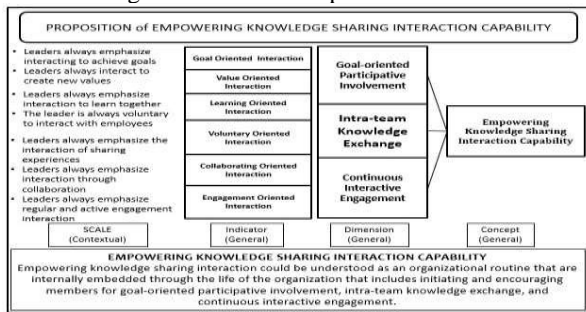 PROPOSITION of EMPOWERING KNOWLEDGE SHARING INTERACTION CAPABILITY
• Leaders always emphasize
interacting to achieve goals
• Leaders always interact to
create new values
• Leaders always emphasize
interaction to learn together
• The leader is always voluntary
to interact with employees
• Leaders always emphasize the
interaction of sharing
experiences
• Leaders always emphasize
interaction through
collaboration
• Leaders always emphasize
regular and active engagement
interaction
SCALE
(Contextual)
Goal Oriented Interaction
Value Oriented
Interaction
Learning Oriented
Interaction
Voluntary Oriented
Interaction
Collaborating Oriented
Interaction
Engagement Oriented
Interaction
Indicator
(General)
Goal-oriented
Participative
Involvement
Intra-team
Knowledge
Exchange
Continuous
Interactive
Engagement
Dimension
(General)
Empowering
Knowledge Sharing
Interaction Capability
Concept
(General)
EMPOWERING KNOWLEDGE SHARING INTERACTION CAPABILITY
Empowering knowledge sharing interaction could be understood as an organizational routine that are
internally embedded through the life of the organization that includes initiating and encouraging
members for goal-oriented participative involvement, intra-team knowledge exchange, and
continuous interactive engagement.